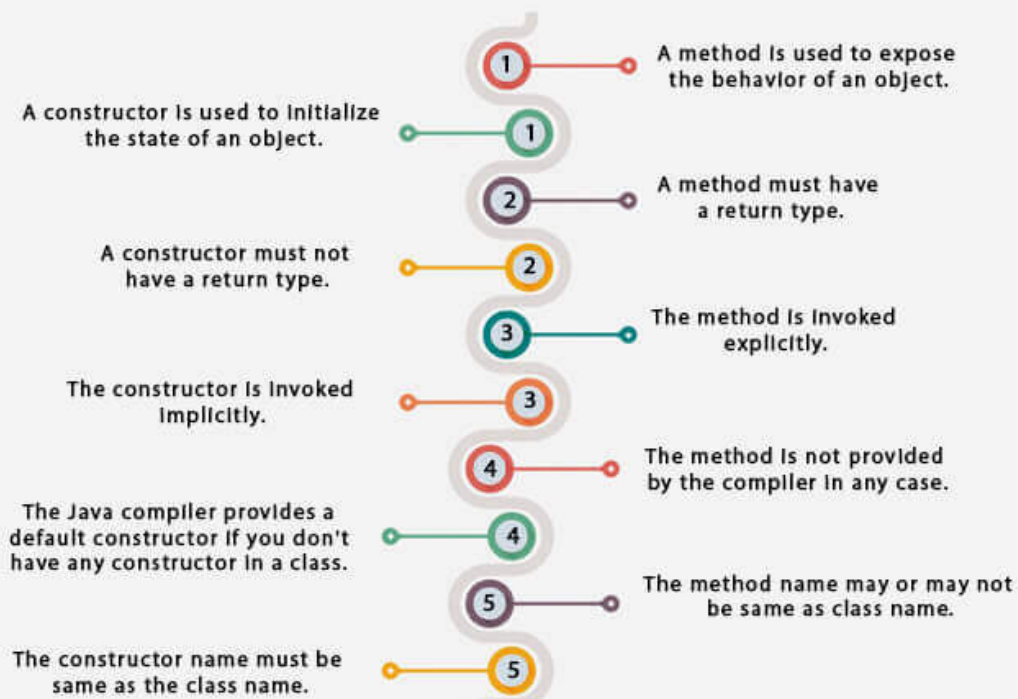 1
A method is used to expose
the behavior of an object.
A constructor is used to initialize
the state of an object.
1
2
A method must have
a return type.
A constructor must not
have a return type.
2
3
The method is invoked
explicitly.
The constructor is invoked
implicitly.
3
4
The method is not provided
by the compiler in any case.
The Java compiler provides a
default constructor if you don't
have any constructor in a class.
4
5
The method name may or may not
be same as class name.
The constructor name must be
same as the class name.
5